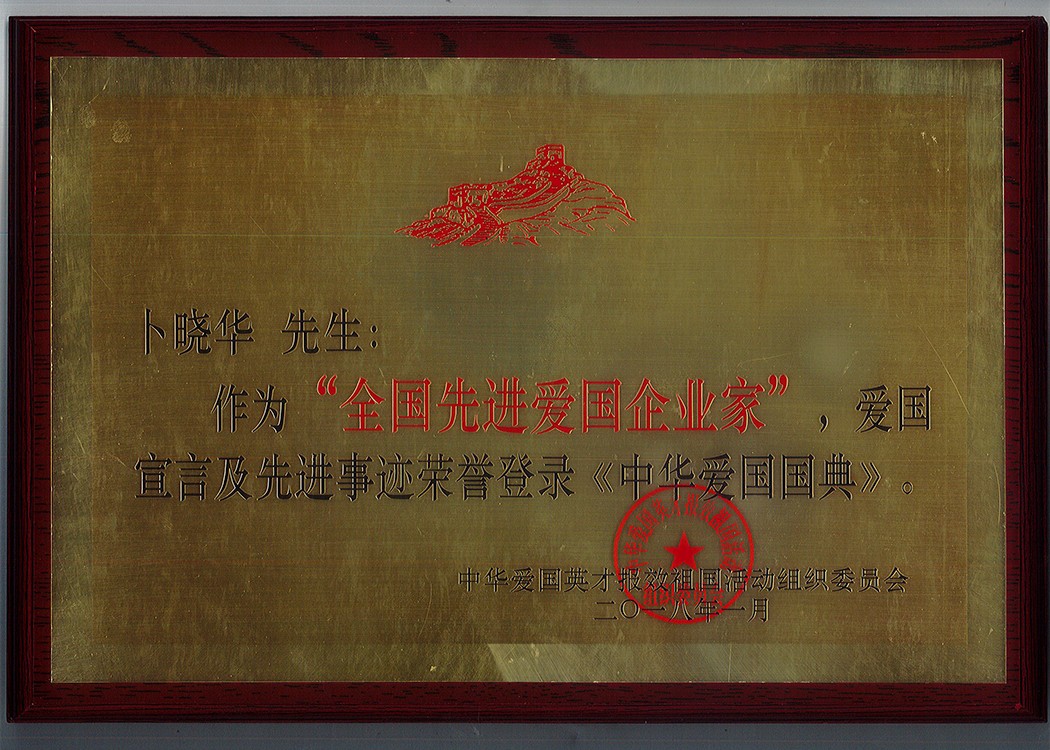 卜晓华 先生：
作为“全国先进爱国企业家”，爱国
宣言及先进事迹荣誉登录《中华爱国国典》。
中华爱国英才报效祖国活动组织委员会
二〇一八年一月